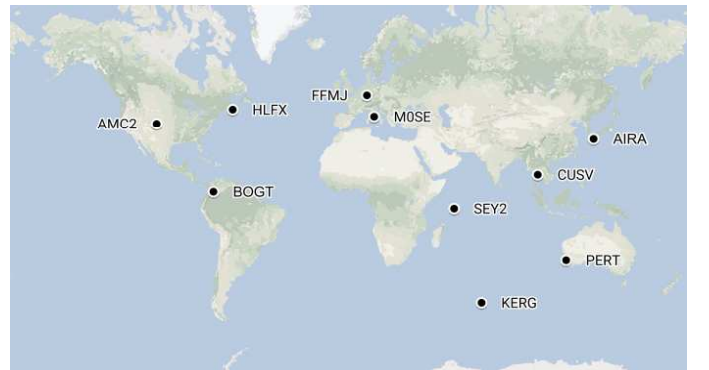 FFMJ
HLFX
M0SE
AMC2
AIRA
CUSV
BOGT
SEY2
PERT
KERG